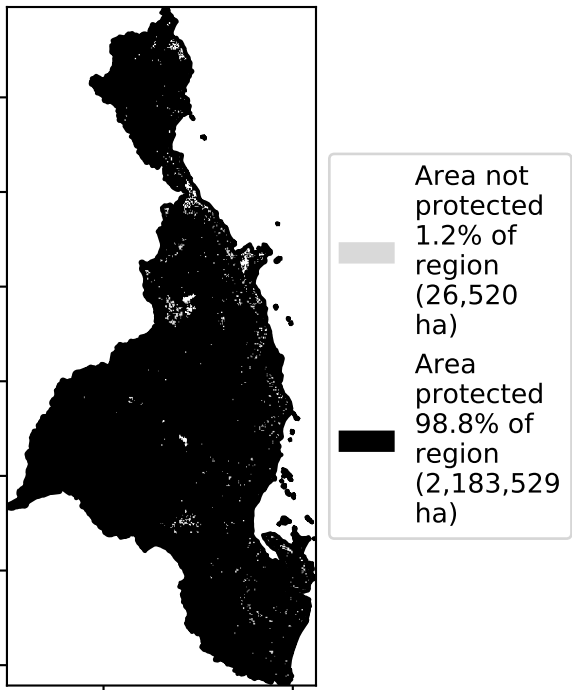 Area not
protected
1.2% of
region
(26,520
ha)
Area
protected
98.8% of
region
(2,183,529
ha)